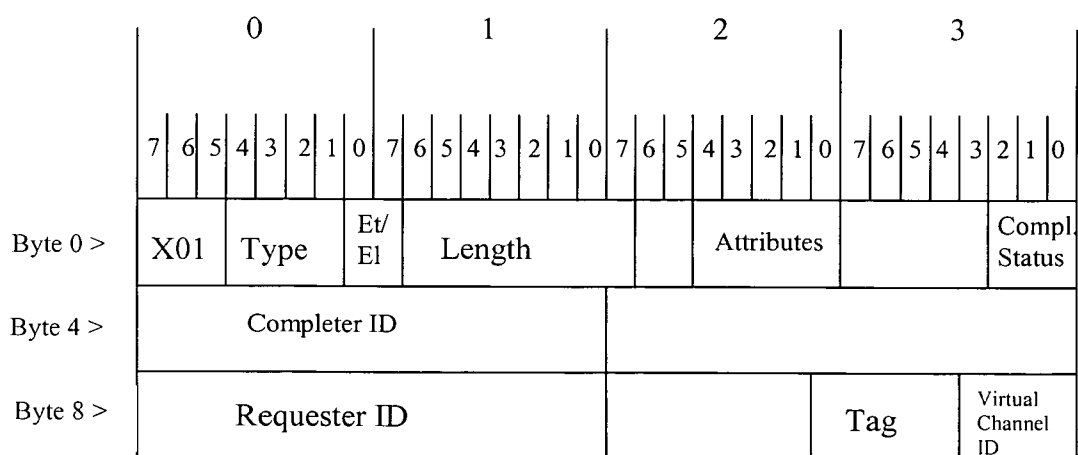 0 1 2 3
7 6 5 4 3 2 1 0 7 6 5 4 3 2 1 0 7 6 5 4 3 2 1 0 7 6 5 4 3 2 1 0
Byte 0 > X01 Type Et/ El Length Attributes Compl. Status
Byte 4 > Completer ID
Byte 8 > Requester ID Tag Virtual Channel ID